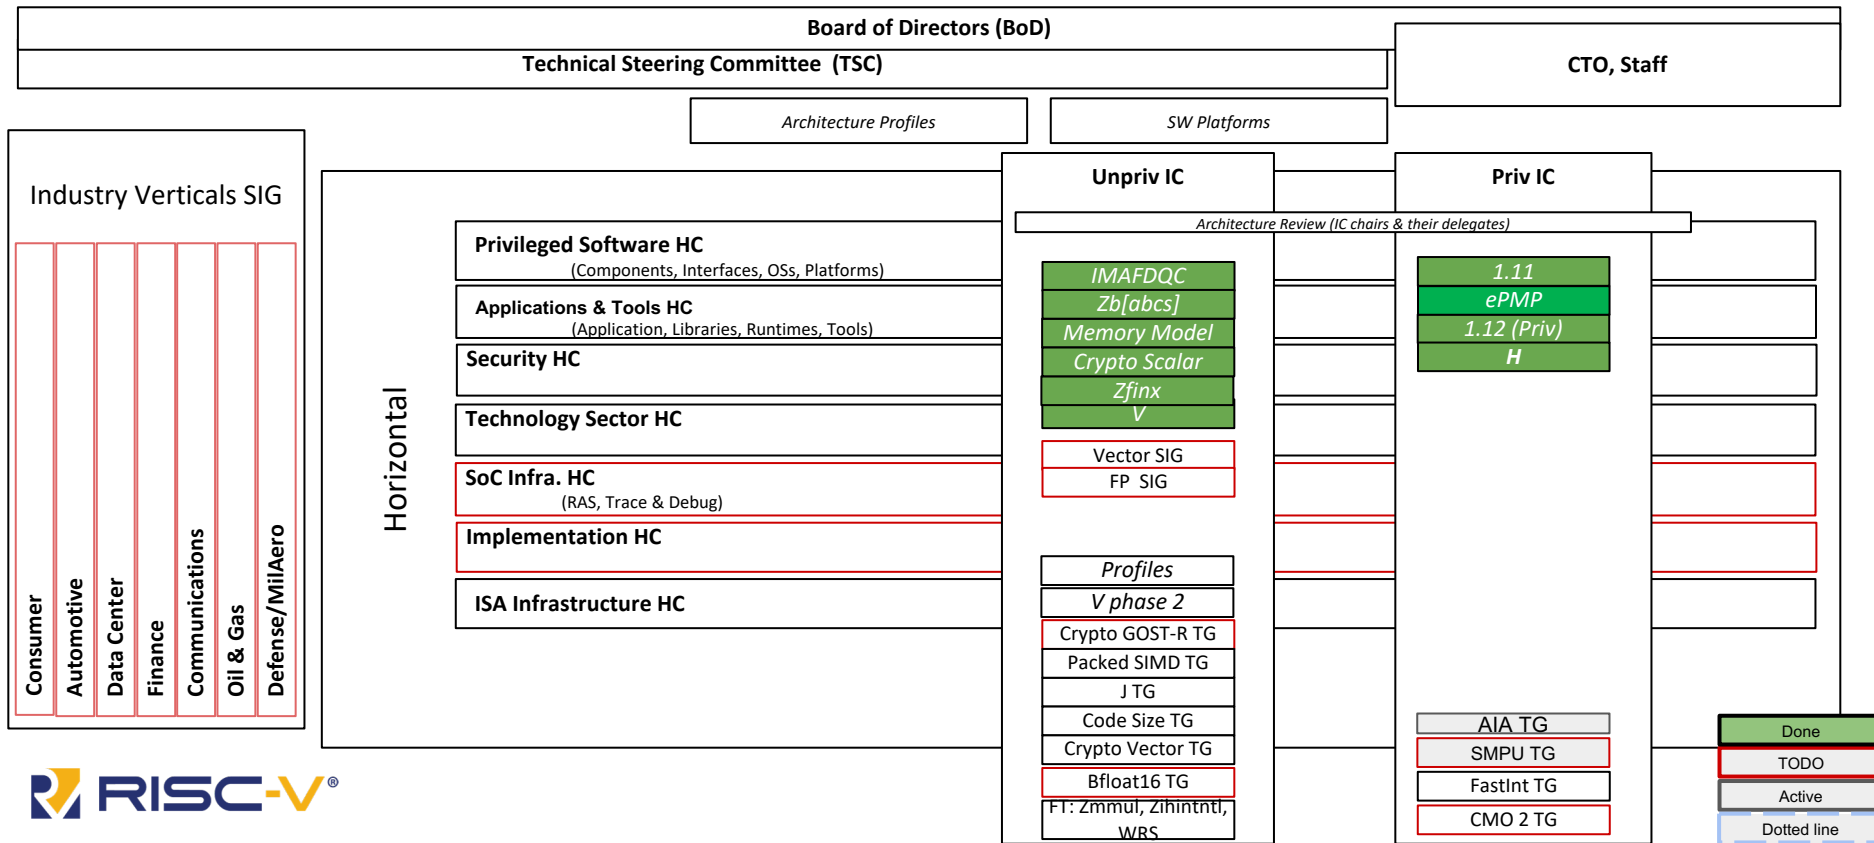 Board of Directors (BoD)
Technical Steering Committee (TSC)
CTO, Staff
Architecture Profiles
SW Platforms
Industry Verticals SIG
Consumer
Automotive
Data Center
Finance
Communications
Oil & Gas
Defense/MilAero
Horizontal
Privileged Software HC
(Components, Interfaces, OSs, Platforms)
Applications & Tools HC
(Application, Libraries, Runtimes, Tools)
Security HC
Technology Sector HC
SoC Infra. HC
(RAS, Trace & Debug)
Implementation HC
ISA Infrastructure HC
Unpriv IC
Priv IC
Architecture Review (IC chairs & their delegates)
IMAFDQC
Zb[abcs]
Memory Model
Crypto Scalar
Zfinx
V
Vector SIG
FP SIG
Profiles
V phase 2
Crypto GOST-R TG
Packed SIMD TG
J TG
Code Size TG
Crypto Vector TG
Bfloat16 TG
FT: Zmmul, Zihintntl,
WRS
1.11
ePMP
1.12 (Priv)
H
AIA TG
SMPU TG
FastInt TG
CMO 2 TG
Done
TODO
Active
Dotted line
RISC-V®